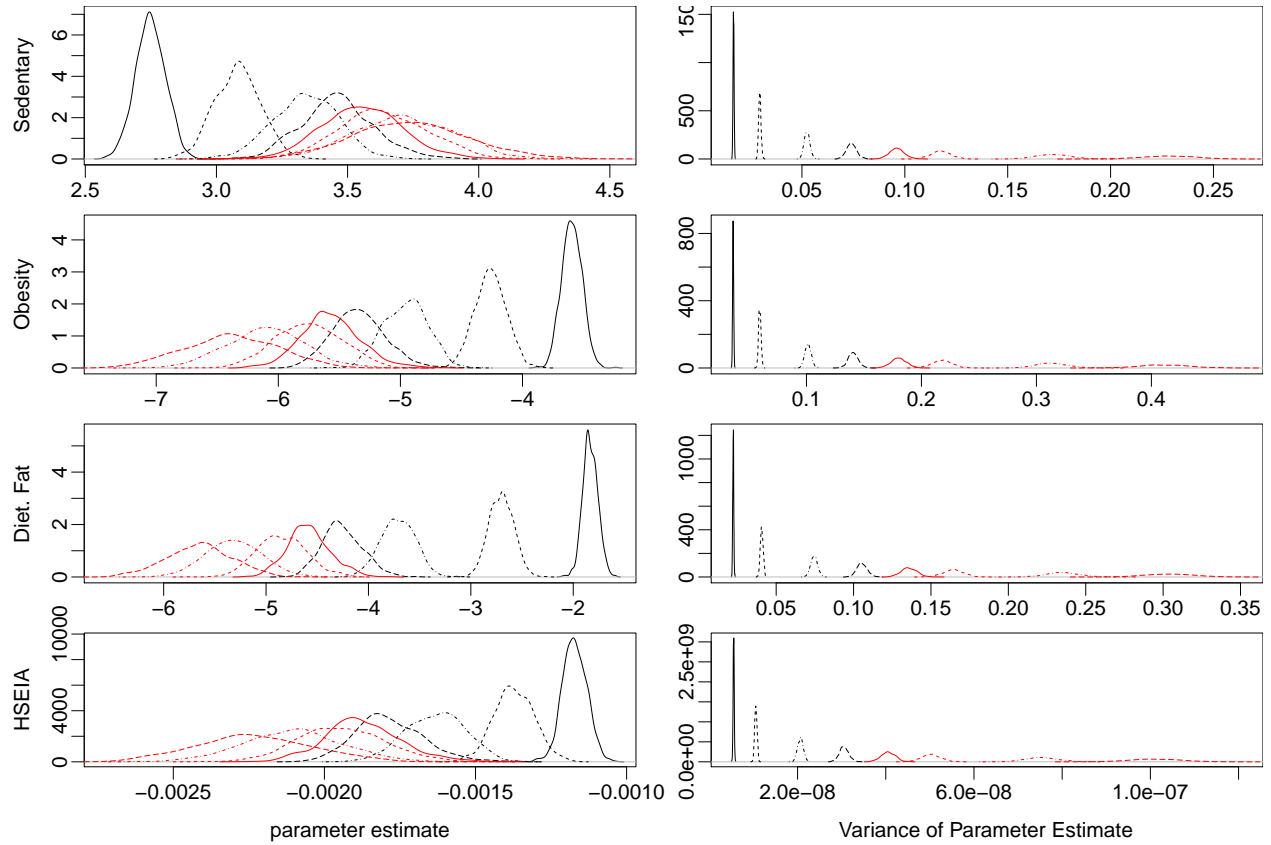 Sedentary
0 2 4 6
2.5 3.0 3.5 4.0 4.5
0 500
0.05 0.10 0.15 0.20 0.25
Obesity
0 1 2 3 4
−7 −6 −5 −4
0 400 800
0.1 0.2 0.3 0.4
Diet. Fat
0 2 4
−6 −5 −4 −3 −2
0 400 1000
0.05 0.10 0.15 0.20 0.25 0.30 0.35
HSEIA
0 4000 10000
−0.0025 −0.0020 −0.0015 −0.0010
0.0e+00 2.5e+09
2.0e−08 6.0e−08 1.0e−07
parameter estimate
Variance of Parameter Estimate